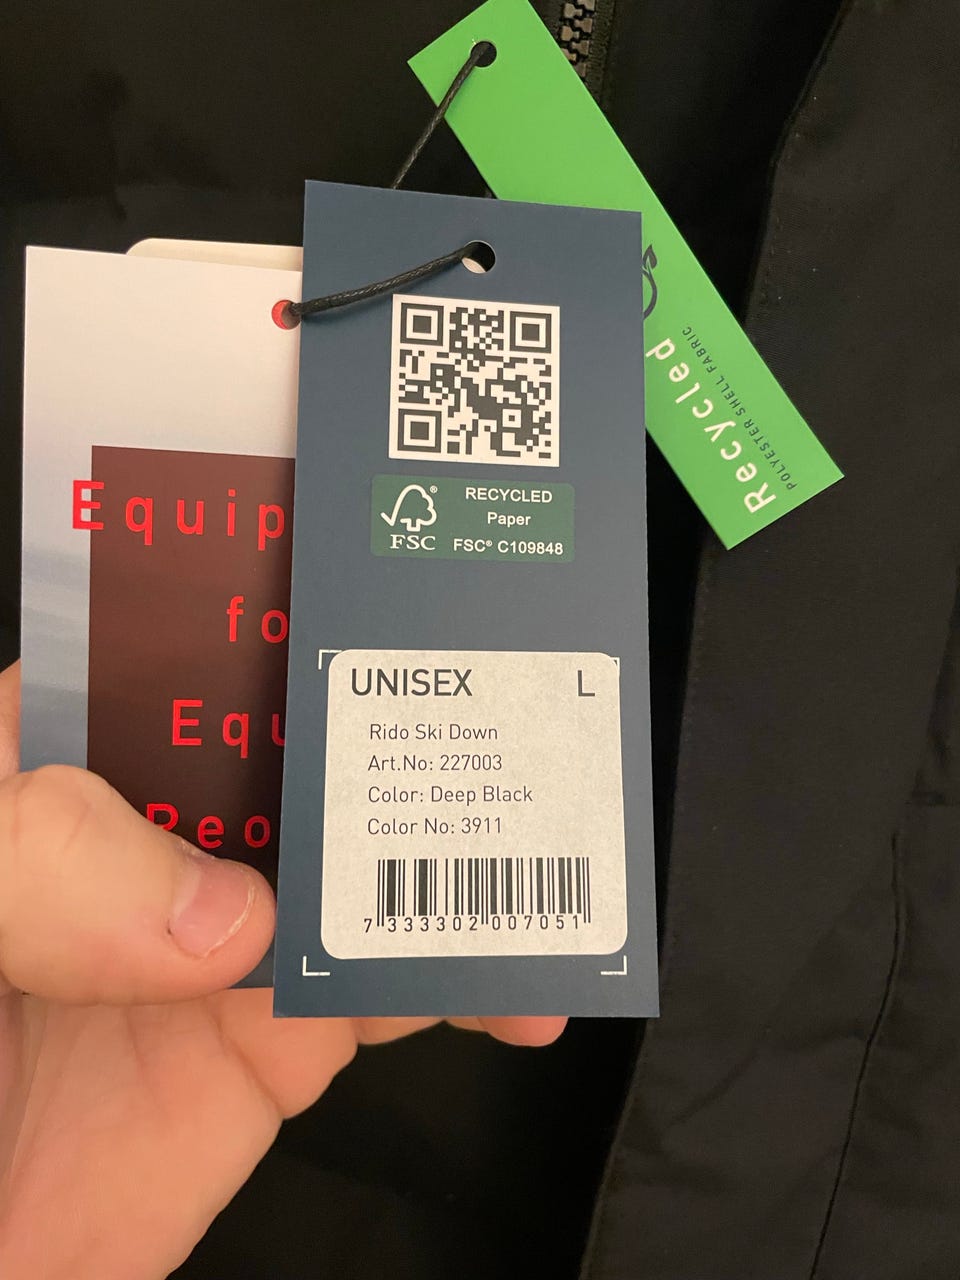 Recycled
POLYESTER SHELL FABRIC
Equip
fo
Equ
Peo
FSC®
RECYCLED
Paper
FSC® C109848
UNISEX L
Rido Ski Down
Art.No: 227003
Color: Deep Black
Color No: 3911
7 333302 007051